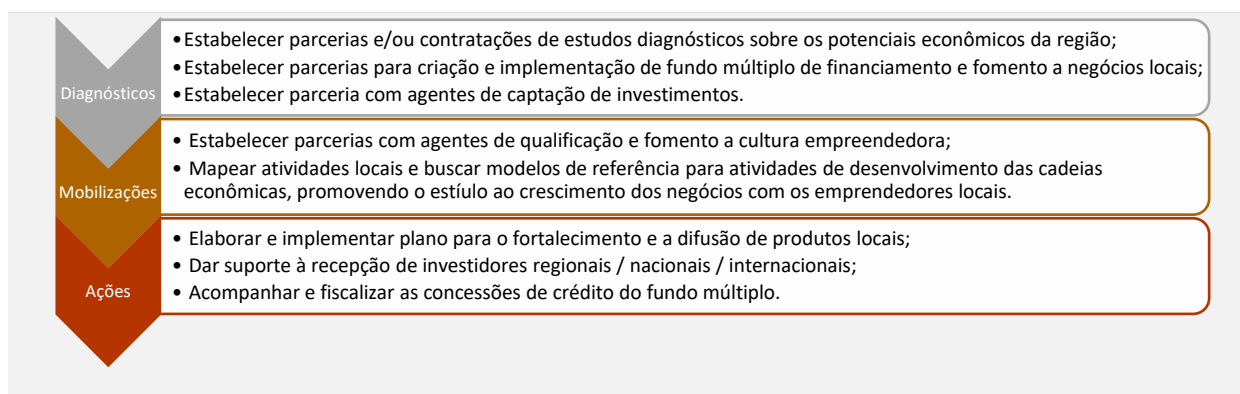 Diagnósticos
• Estabelecer parcerias e/ou contratações de estudos diagnósticos sobre os potenciais econômicos da região;
• Estabelecer parcerias para criação e implementação de fundo múltiplo de financiamento e fomento a negócios locais;
• Estabelecer parceria com agentes de captação de investimentos.
Mobilizações
• Estabelecer parcerias com agentes de qualificação e fomento a cultura empreendedora;
• Mapear atividades locais e buscar modelos de referência para atividades de desenvolvimento das cadeias
econômicas, promovendo o estíulo ao crescimento dos negócios com os emprendedores locais.
Ações
• Elaborar e implementar plano para o fortalecimento e a difusão de produtos locais;
• Dar suporte à recepção de investidores regionais / nacionais / internacionais;
• Acompanhar e fiscalizar as concessões de crédito do fundo múltiplo.